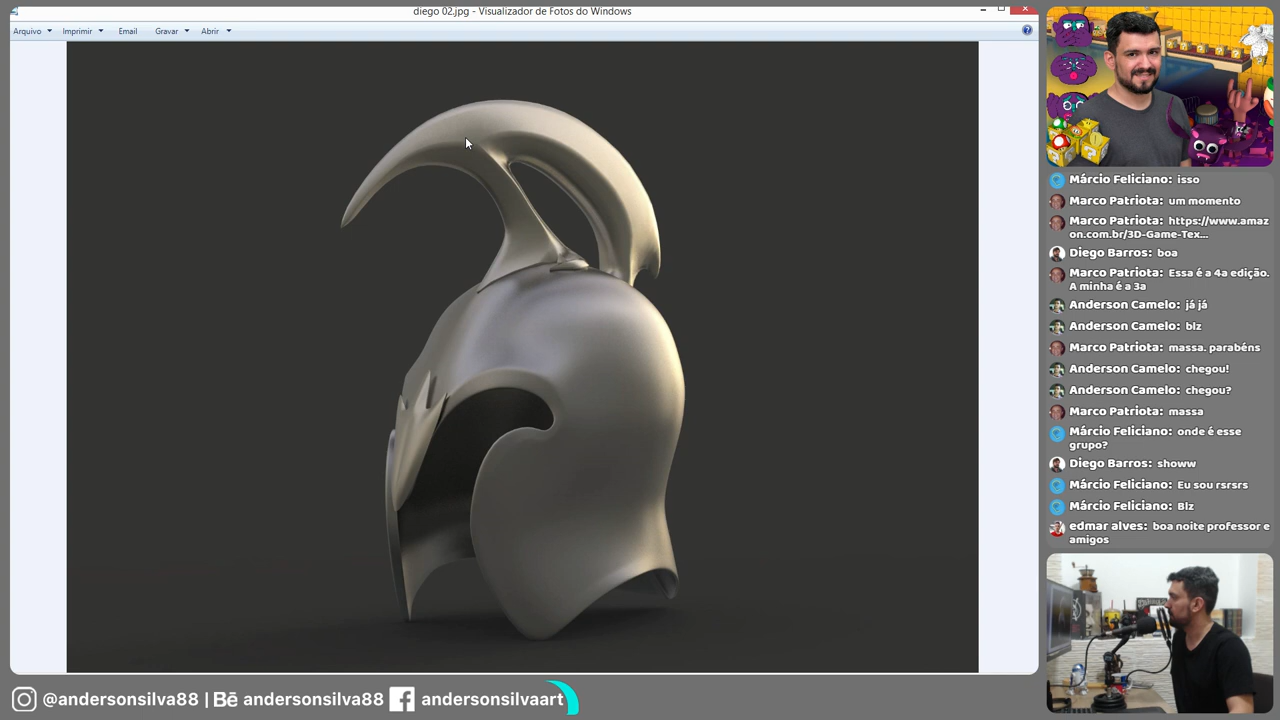 diego 02.jpg - Visualizador de Fotos do Windows
Arquivo Imprimir Email Gravar Abrir
Márcio Feliciano: isso
Marco Patriota: um momento
Marco Patriota: https://www.amaz
on.com.br/3D-Game-Tex...
Diego Barros: boa
Marco Patriota: Essa é a 4a edição.
A minha é a 3a
Anderson Camelo: já já
Anderson Camelo: blz
Marco Patriota: massa. parabéns
Anderson Camelo: chegou!
Anderson Camelo: chegou?
Marco Patriota: massa
Márcio Feliciano: onde é esse
grupo?
Diego Barros: showw
Márcio Feliciano: Eu sou rsrsrs
Márcio Feliciano: Blz
edmar alves: boa noite professor e
amigos
@andersonsilva88 | Bē andersonsilva88 f andersonsilvaart